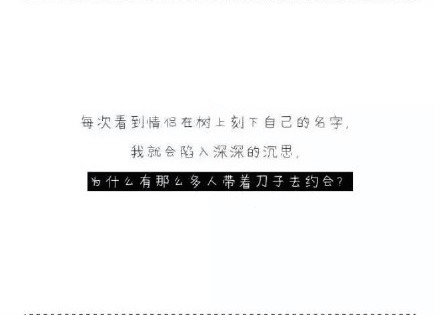 每次看到情侣在树上刻下自己的名字,
我就会陷入深深的沉思,
为什么有那么多人带着刀子去约会?